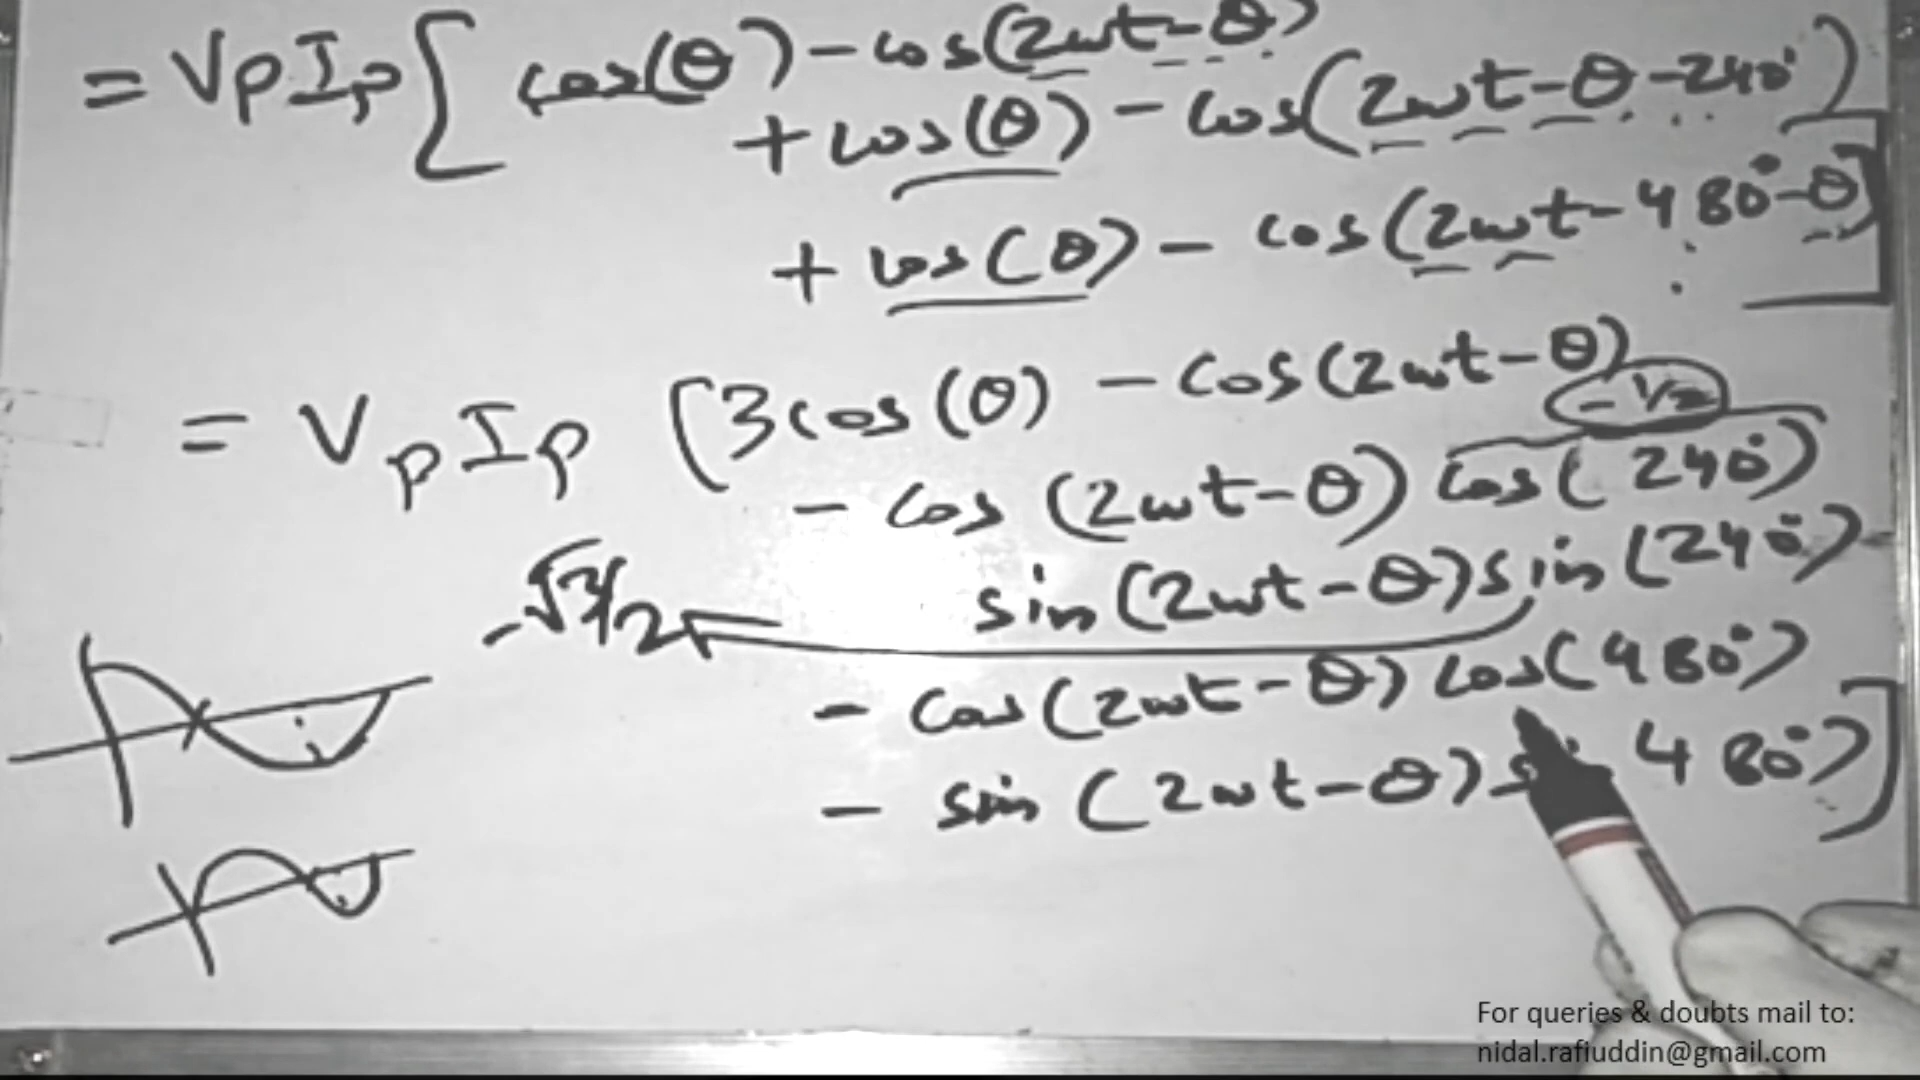 = VpIp[ cos(θ) - cos(2ωt-θ)
+ cos(θ) - cos(2ωt-θ-240°)
+ cos(θ) - cos(2ωt-480°-θ)]
= VpIp [3cos(θ) - cos(2ωt-θ)
-1/2
- cos(2ωt-θ) cos(240°)
-√3/2
sin(2ωt-θ)sin(240°)
- cos(2ωt-θ) cos(480°)
- sin(2ωt-θ) 480°)]
For queries & doubts mail to:
nidal.rafiuddin@gmail.com